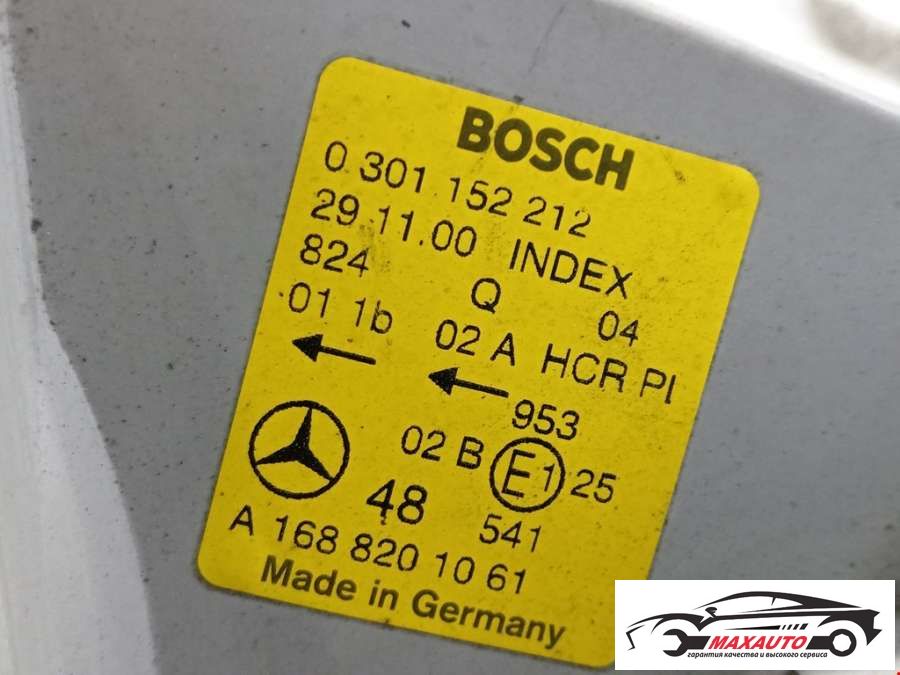 BOSCH
0 301 152 212
29.11.00 INDEX
824 Q 04
01 1b 02 A HCR PI
953
02 B E1 25
48 541
A 168 820 10 61
Made in Germany
MAXAUTO
гарантия качества и высокого сервиса